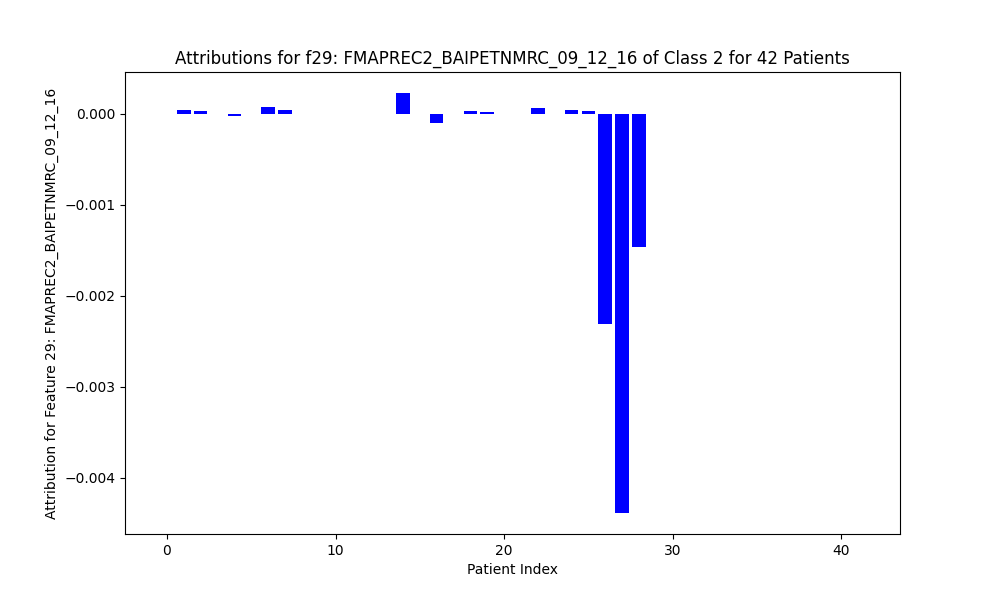 Attributions for f29: FMAPREC2_BAIPETNMRC_09_12_16 of Class 2 for 42 Patients
Attribution for Feature 29: FMAPREC2_BAIPETNMRC_09_12_16
0.000
−0.001
−0.002
−0.003
−0.004
0 10 20 30 40
Patient Index